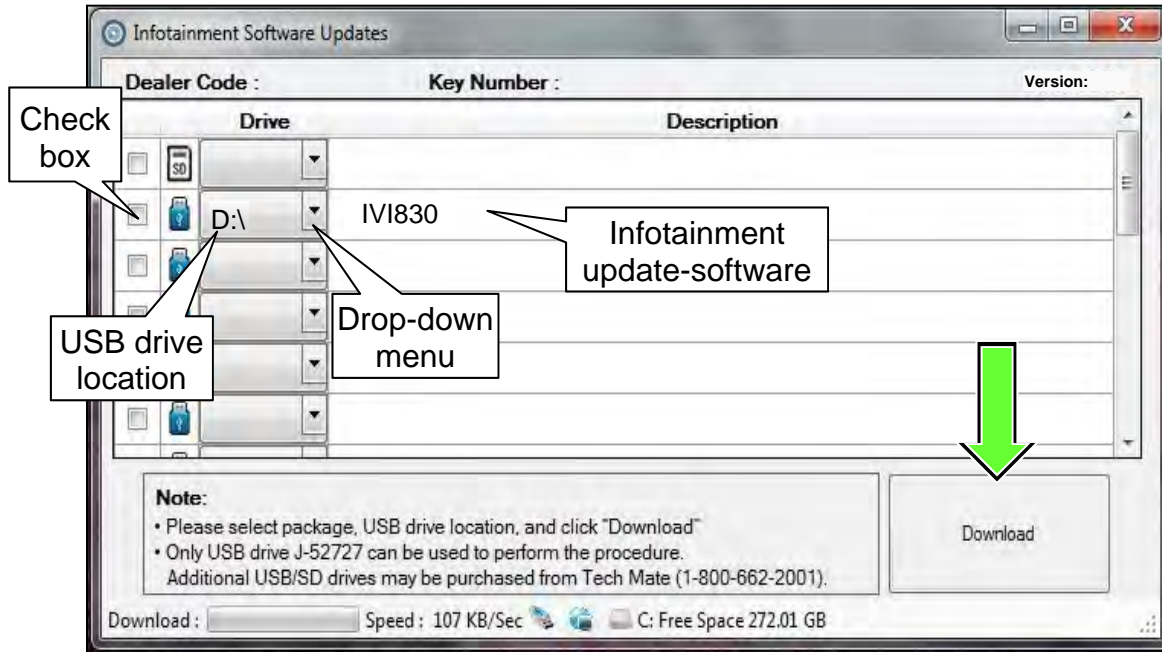 Infotainment Software Updates
Dealer Code :
Key Number :
Version:
Check
box
Drive
Description
SD
D:\
IVI830
Infotainment
update-software
USB drive
location
Drop-down
menu
Note:
• Please select package, USB drive location, and click "Download"
• Only USB drive J-52727 can be used to perform the procedure.
Additional USB/SD drives may be purchased from Tech Mate (1-800-662-2001).
Download
Download :
Speed : 107 KB/Sec
C: Free Space 272.01 GB